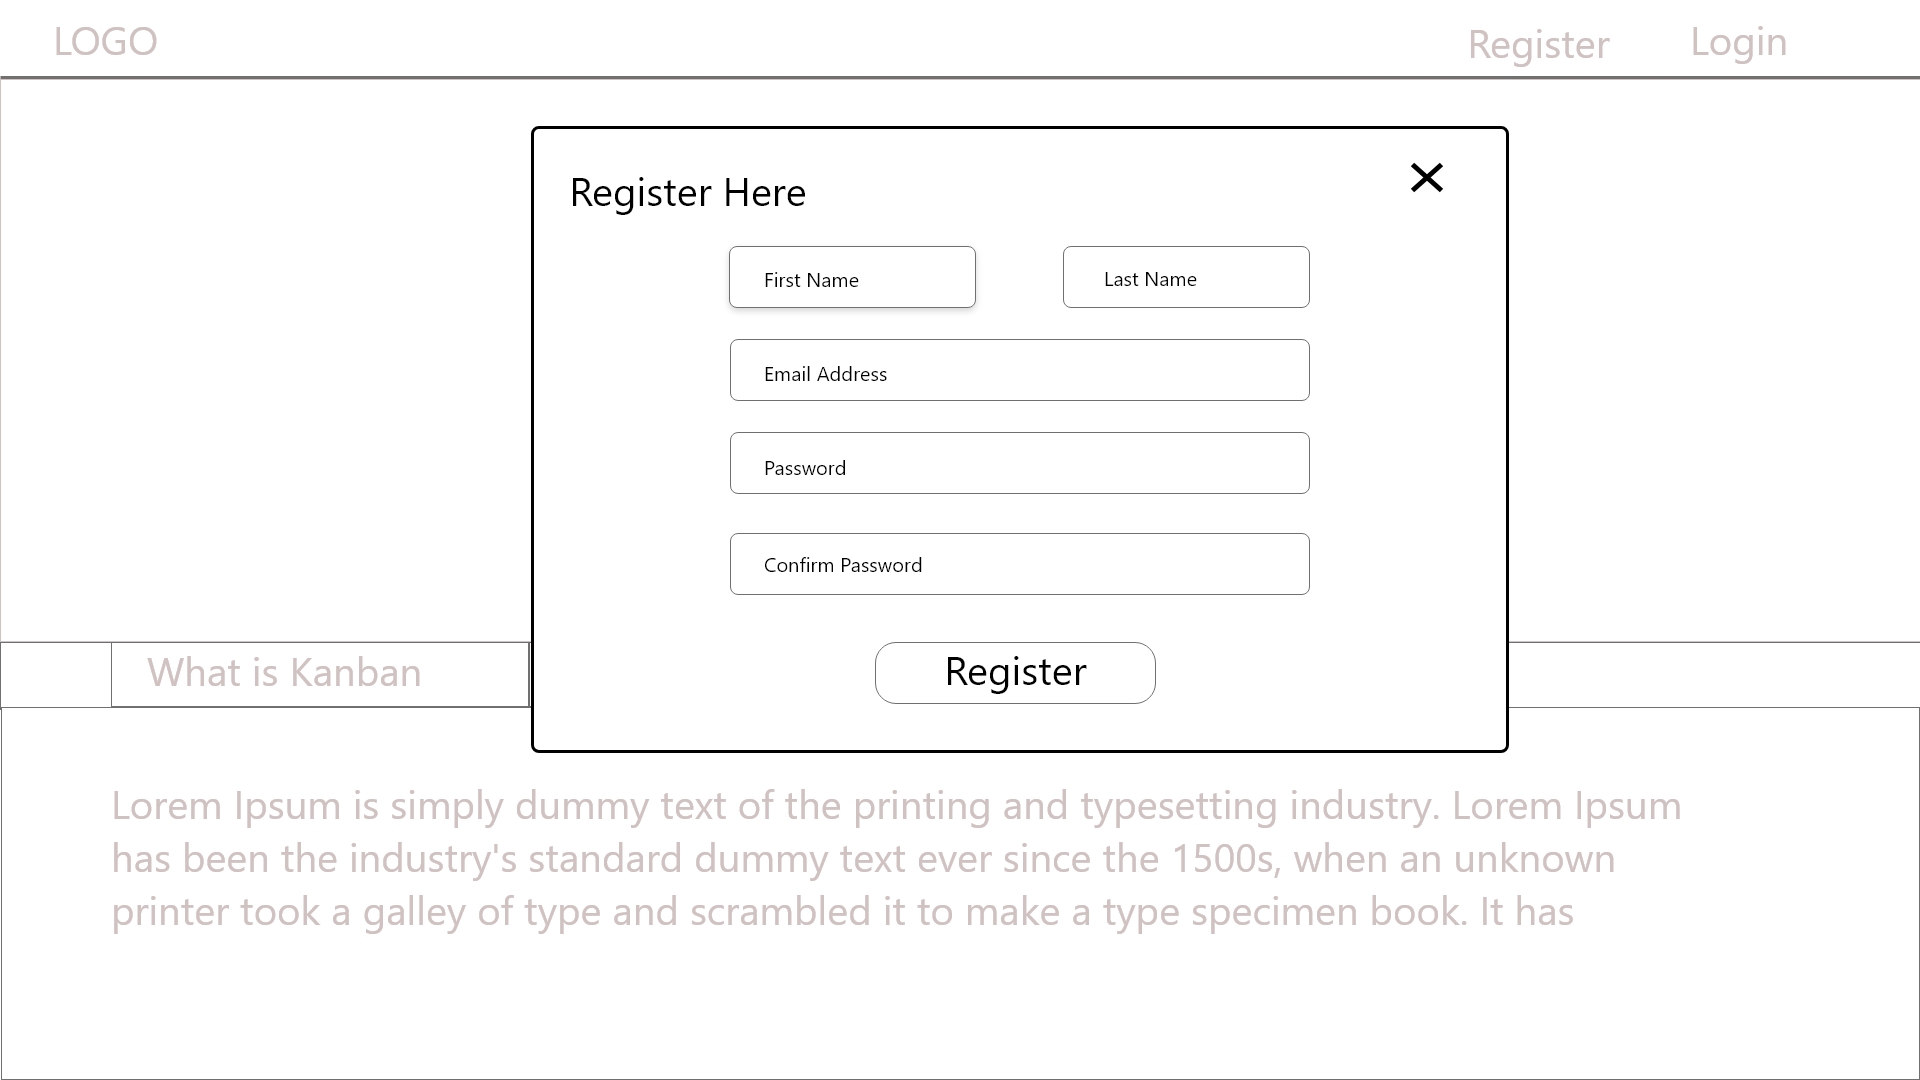 LOGO
Register
Login
Register Here
First Name
Last Name
Email Address
Password
Confirm Password
Register
What is Kanban
Lorem Ipsum is simply dummy text of the printing and typesetting industry. Lorem Ipsum
has been the industry's standard dummy text ever since the 1500s, when an unknown
printer took a galley of type and scrambled it to make a type specimen book. It has